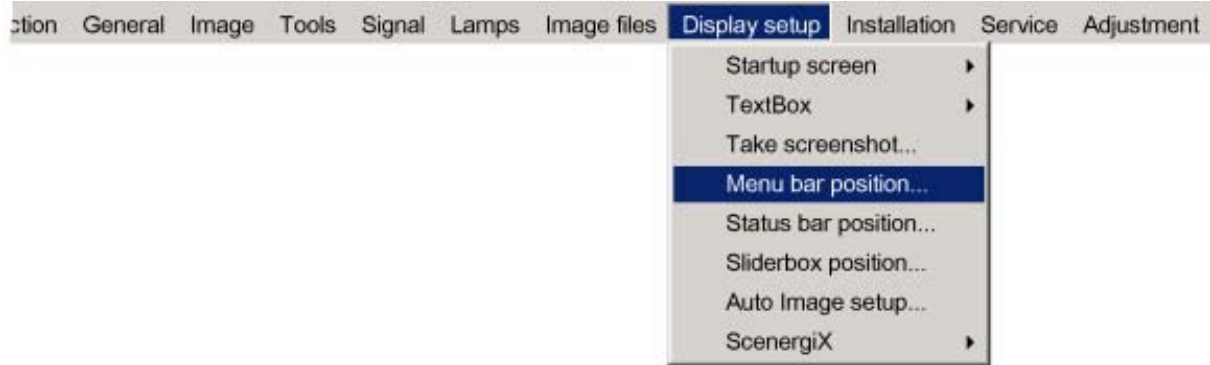 ction General Image Tools Signal Lamps Image files Display setup Installation Service Adjustment
Startup screen
TextBox
Take screenshot...
Menu bar position...
Status bar position...
Sliderbox position...
Auto Image setup...
ScenergiX